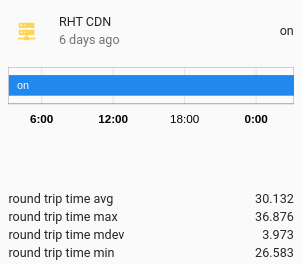 RHT CDN
6 days ago
on
on
6:00 12:00 18:00 0:00
round trip time avg 30.132
round trip time max 36.876
round trip time mdev 3.973
round trip time min 26.583